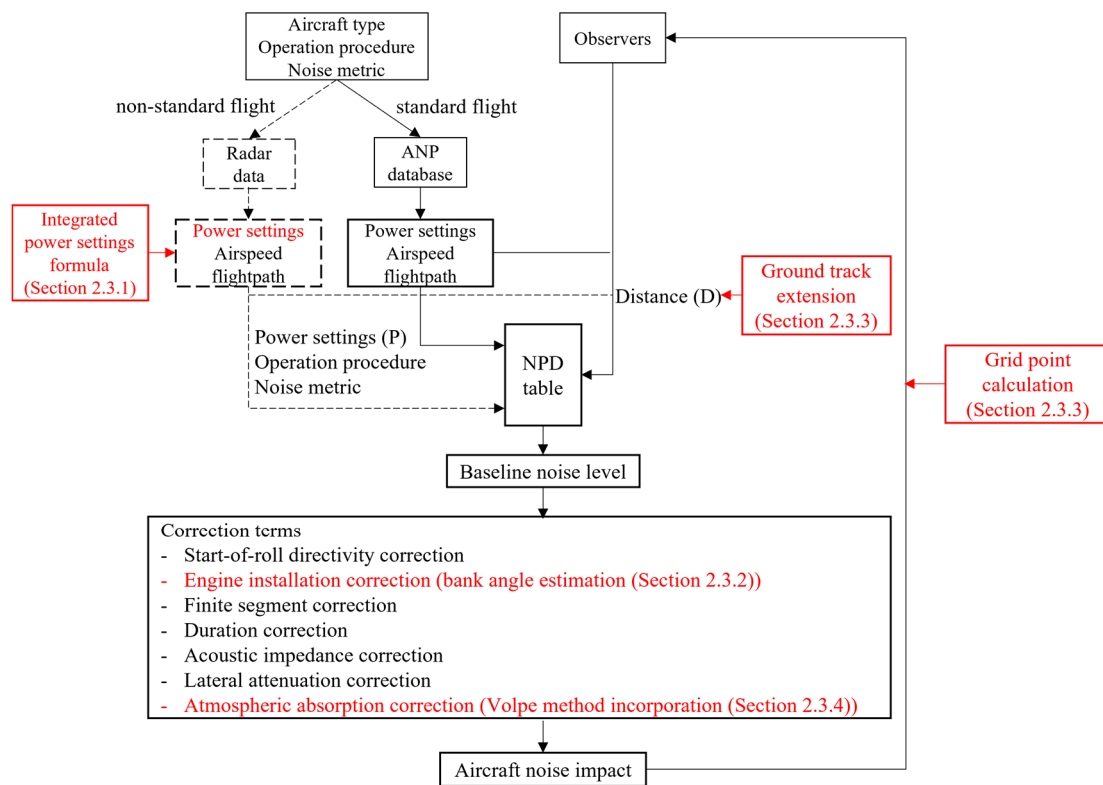 Aircraft type
Operation procedure
Noise metric
Observers
non-standard flight
standard flight
Radar
data
ANP
database
Integrated
power settings
formula
(Section 2.3.1)
Power settings
Airspeed
flightpath
Power settings
Airspeed
flightpath
Distance (D)
Ground track
extension
(Section 2.3.3)
Power settings (P)
Operation procedure
Noise metric
NPD
table
Grid point
calculation
(Section 2.3.3)
Baseline noise level
Correction terms
- Start-of-roll directivity correction
- Engine installation correction (bank angle estimation (Section 2.3.2))
- Finite segment correction
- Duration correction
- Acoustic impedance correction
- Lateral attenuation correction
- Atmospheric absorption correction (Volpe method incorporation (Section 2.3.4))
Aircraft noise impact